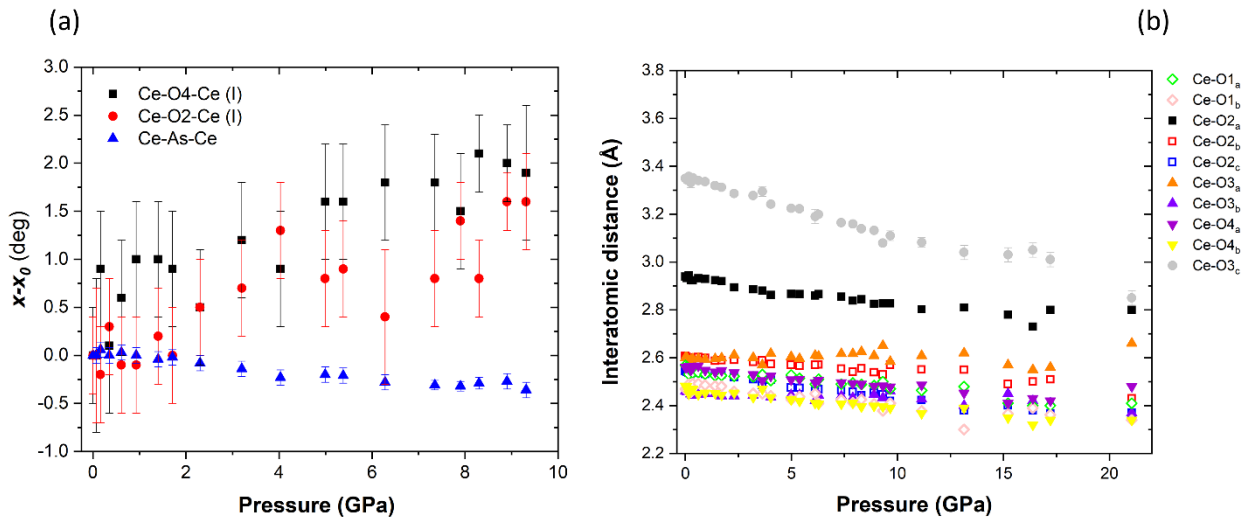 (a)
3.0
2.5
2.0
1.5
1.0
0.5
0.0
-0.5
-1.0
x-x₀ (deg)
Ce-O4-Ce (I)
Ce-O2-Ce (I)
Ce-As-Ce
0 2 4 6 8 10
Pressure (GPa)
(b)
3.8
3.6
3.4
3.2
3.0
2.8
2.6
2.4
2.2
Interatomic distance (Å)
0 5 10 15 20
Pressure (GPa)
Ce-O1ₐ
Ce-O1b
Ce-O2ₐ
Ce-O2b
Ce-O2c
Ce-O3ₐ
Ce-O3b
Ce-O4ₐ
Ce-O4b
Ce-O3c